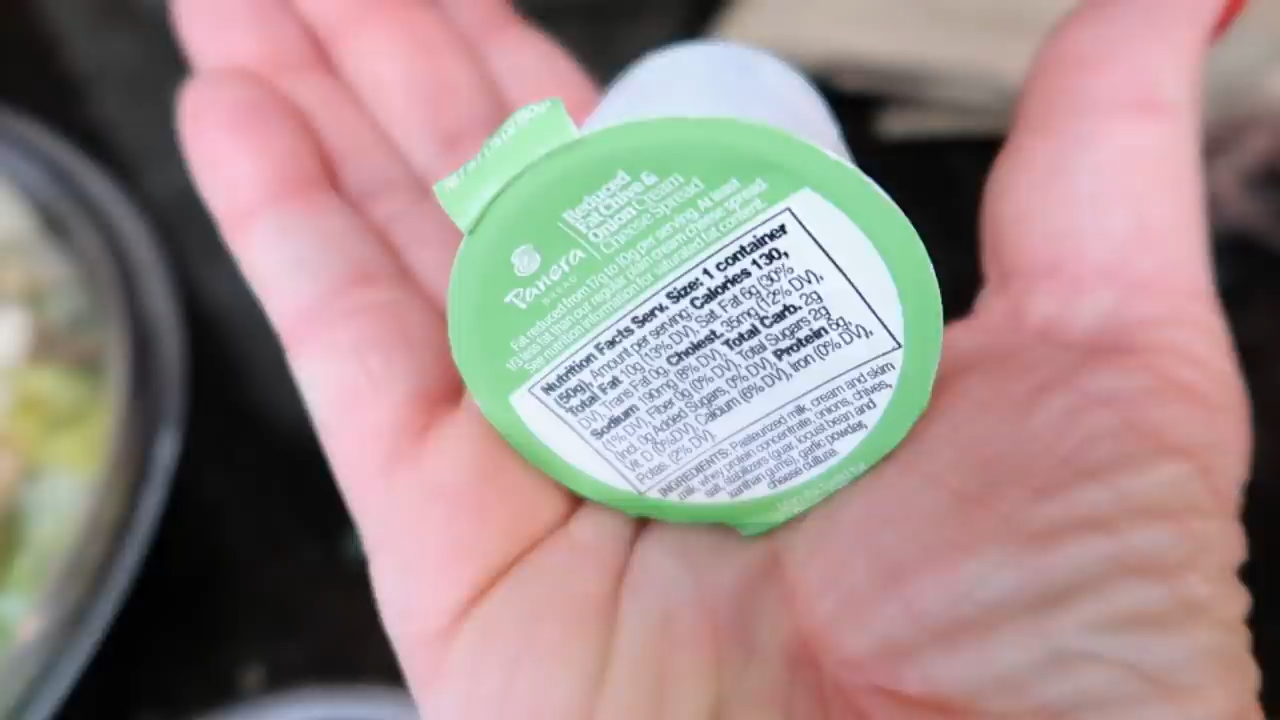 Panera
BREAD
Reduced
Fat Chive &
Onion Cream
Cheese Spread
Fat reduced from 17g to 10g per serving. At least
1/3 less fat than our regular plain cream cheese spread.
See nutrition information for saturated fat content.
Nutrition Facts Serv. Size: 1 container
(50g), Amount per serving: Calories 130,
Total Fat 10g (13% DV), Sat. Fat 6g (30%
DV), Trans Fat 0g, Cholest. 35mg (12% DV),
Sodium 190mg (8% DV), Total Carb. 2g
(1% DV), Fiber 0g (0% DV), Total Sugars 2g
(Incl. 0g Added Sugars, 0% DV), Protein 6g,
Vit. D (0% DV), Calcium (6% DV), Iron (0% DV),
Potas. (2% DV).
INGREDIENTS: Pasteurized milk, cream and skim
milk, whey protein concentrate, onions, chives,
salt, stabilizers (guar, locust bean and
xanthan gums), garlic powder,
cheese culture.